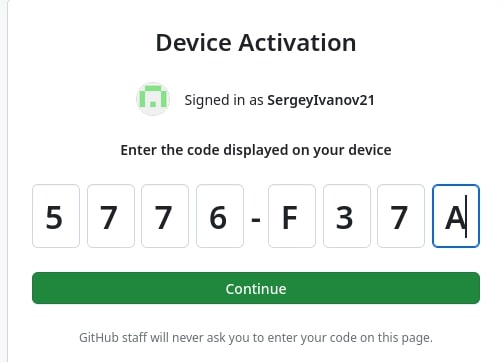 Device Activation
Signed in as SergeyIvanov21
Enter the code displayed on your device
5 7 7 6 - F 3 7 A
Continue
GitHub staff will never ask you to enter your code on this page.